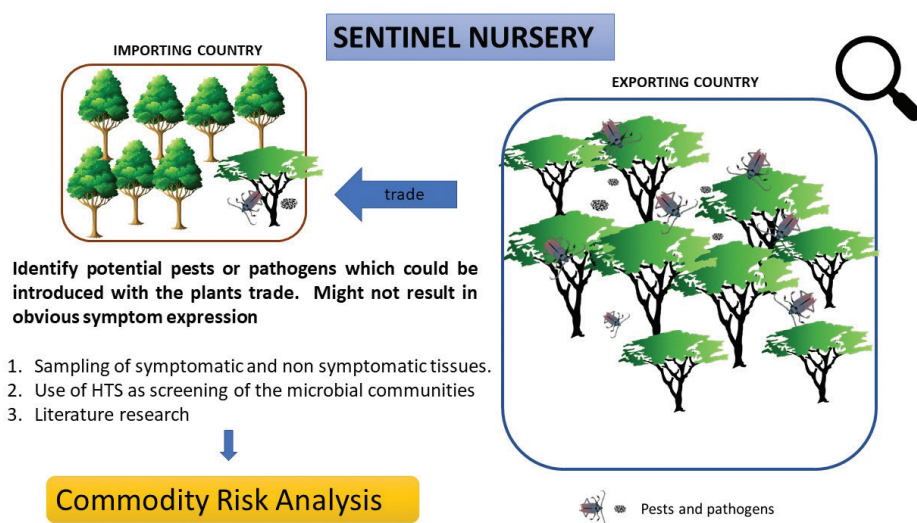 SENTINEL NURSERY
IMPORTING COUNTRY
EXPORTING COUNTRY
trade
Identify potential pests or pathogens which could be
introduced with the plants trade. Might not result in
obvious symptom expression
1. Sampling of symptomatic and non symptomatic tissues.
2. Use of HTS as screening of the microbial communities
3. Literature research
Commodity Risk Analysis
Pests and pathogens